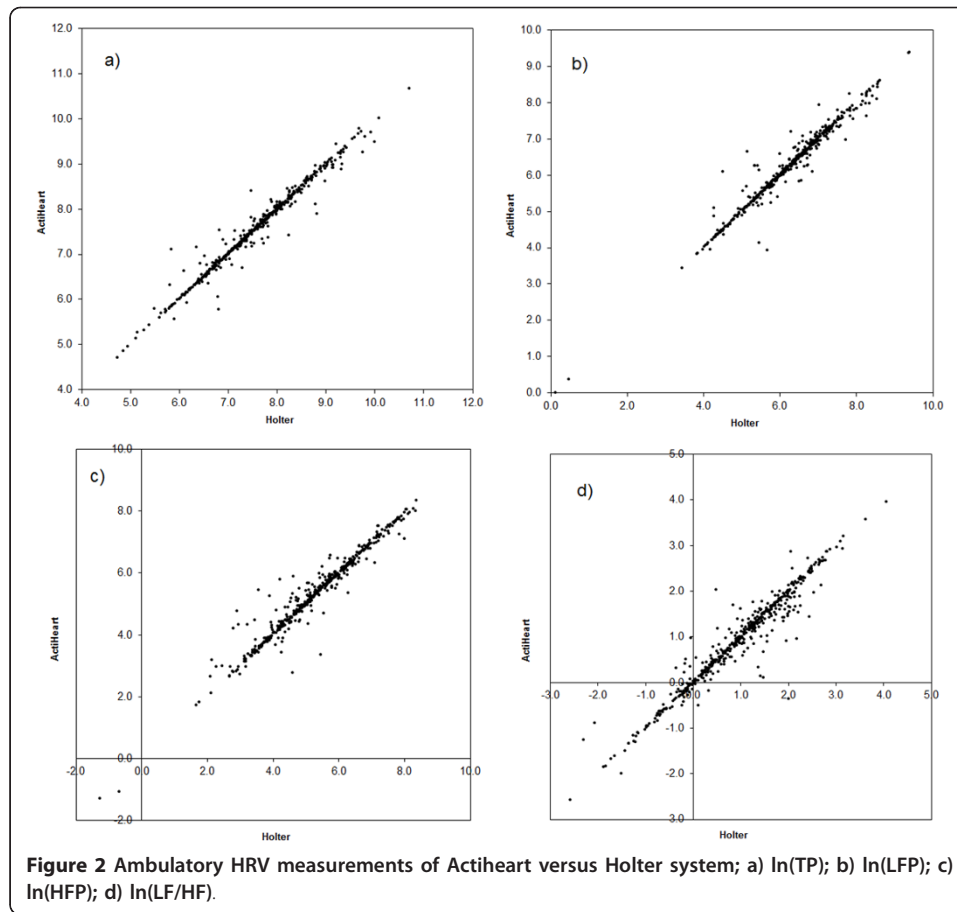 a)
12.0
11.0
10.0
9.0
8.0
7.0
6.0
5.0
4.0
4.0 5.0 6.0 7.0 8.0 9.0 10.0 11.0 12.0
ActiHeart
Holter
b)
10.0
9.0
8.0
7.0
6.0
5.0
4.0
3.0
2.0
1.0
0.0
0.0 2.0 4.0 6.0 8.0 10.0
ActiHeart
Holter
c)
10.0
8.0
6.0
4.0
2.0
0.0
-2.0
-2.0 0.0 2.0 4.0 6.0 8.0 10.0
ActiHeart
Holter
d)
5.0
4.0
3.0
2.0
1.0
0.0
-1.0
-2.0
-3.0
-3.0 -2.0 -1.0 0.0 1.0 2.0 3.0 4.0 5.0
ActiHeart
Holter
Figure 2 Ambulatory HRV measurements of Actiheart versus Holter system; a) ln(TP); b) ln(LFP); c)
ln(HFP); d) ln(LF/HF).